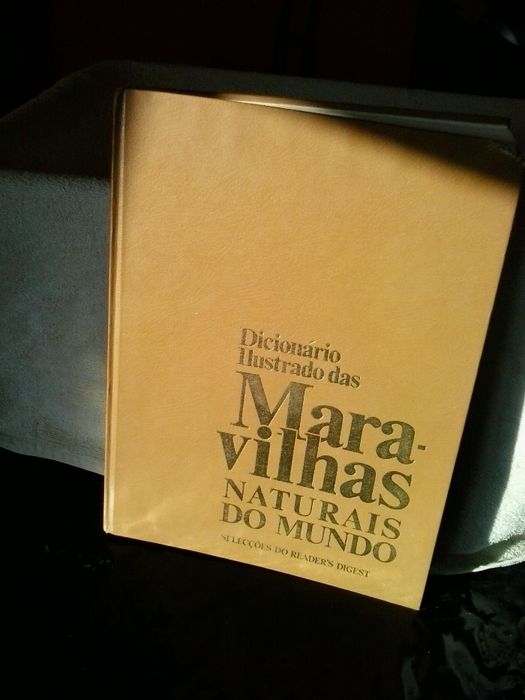 Dicionário
Ilustrado das
Mara-
vilhas
NATURAIS
DO MUNDO
SELECÇÕES DO READER'S DIGEST